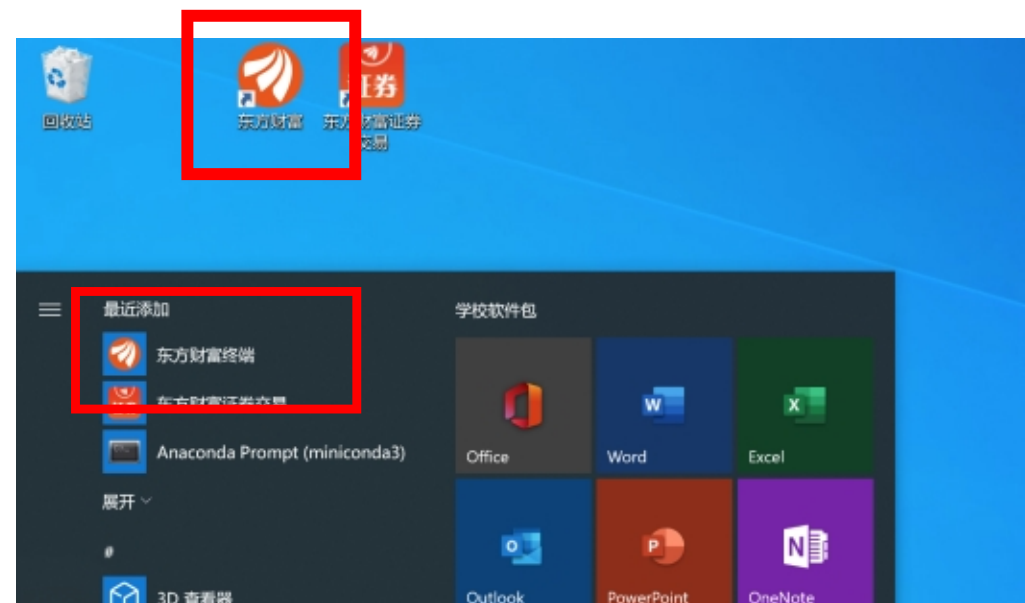 回收站
东方财富
证券
东方财富证券
交易
最近添加
学校软件包
东方财富终端
东方财富证券交易
Anaconda Prompt (miniconda3)
Office
Word
Excel
展开
#
3D 查看器
Outlook
PowerPoint
OneNote